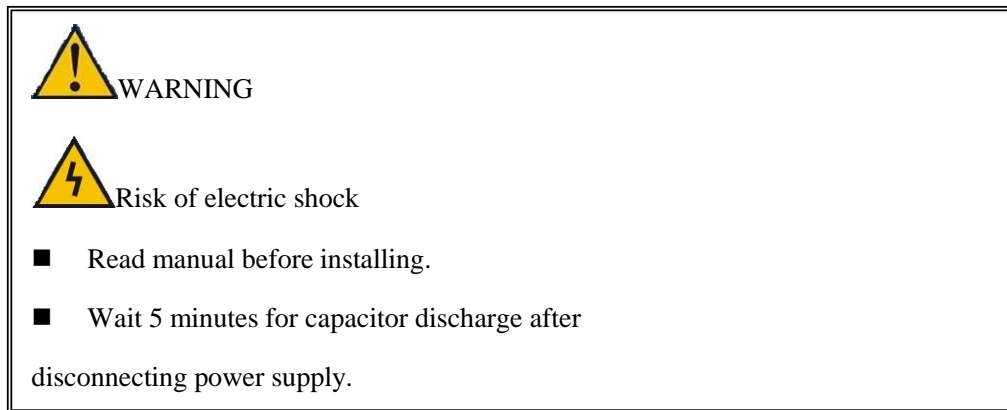 WARNING
Risk of electric shock
■ Read manual before installing.
■ Wait 5 minutes for capacitor discharge after
disconnecting power supply.